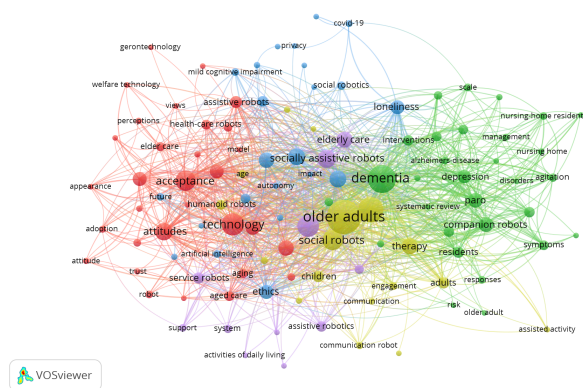 covid-19
gerontechnology
privacy
mild cognitive impairment
welfare technology
social robotics
scale
views
assistive robots
loneliness
nursing-home resident
perceptions
health-care robots
elderly care
interventions
management
elder care
model
socially assistive robots
alzheimers-disease
nursing home
acceptance
age
impact
dementia
depression
disorders
agitation
appearance
autonomy
future
humanoid robots
systematic review
paro
older adults
adoption
attitudes
technology
companion robots
social robots
therapy
symptoms
artificial intelligence
residents
attitude
trust
service robots
aging
children
engagement
adults
responses
robot
aged care
ethics
communication
risk
older adult
support
system
assistive robotics
assisted activity
communication robot
activities of daily living
VOSviewer